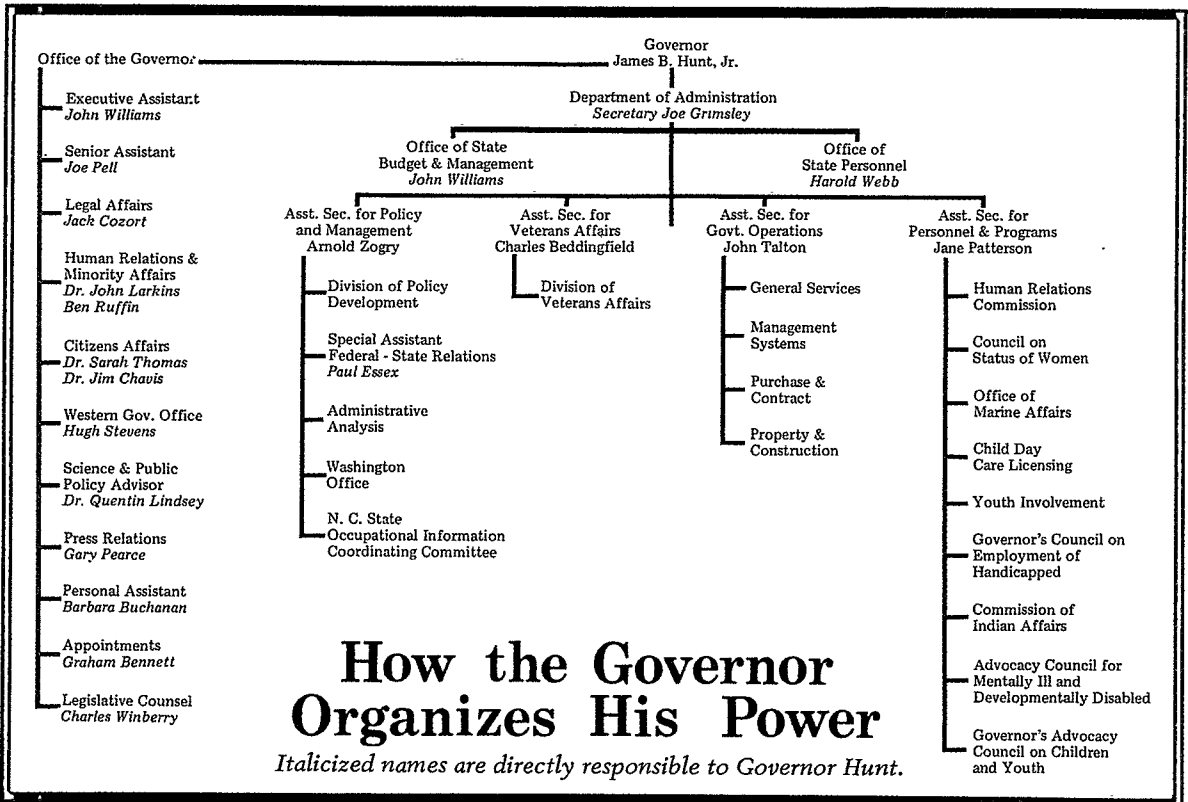 Governor
James B. Hunt, Jr.
Office of the Governor
Executive Assistant
John Williams
Senior Assistant
Joe Pell
Legal Affairs
Jack Cozort
Human Relations &
Minority Affairs
Dr. John Larkins
Ben Ruffin
Citizens Affairs
Dr. Sarah Thomas
Dr. Jim Chavis
Western Gov. Office
Hugh Stevens
Science & Public
Policy Advisor
Dr. Quentin Lindsey
Press Relations
Gary Pearce
Personal Assistant
Barbara Buchanan
Appointments
Graham Bennett
Legislative Counsel
Charles Winberry
Department of Administration
Secretary Joe Grimsley
Office of State
Budget & Management
John Williams
Office of
State Personnel
Harold Webb
Asst. Sec. for Policy
and Management
Arnold Zogry
Division of Policy
Development
Special Assistant
Federal - State Relations
Paul Essex
Administrative
Analysis
Washington
Office
N. C. State
Occupational Information
Coordinating Committee
Asst. Sec. for
Veterans Affairs
Charles Beddingfield
Division of
Veterans Affairs
Asst. Sec. for
Govt. Operations
John Talton
General Services
Management
Systems
Purchase &
Contract
Property &
Construction
Asst. Sec. for
Personnel & Programs
Jane Patterson
Human Relations
Commission
Council on
Status of Women
Office of
Marine Affairs
Child Day
Care Licensing
Youth Involvement
Governor's Council on
Employment of
Handicapped
Commission of
Indian Affairs
Advocacy Council for
Mentally Ill and
Developmentally Disabled
Governor's Advocacy
Council on Children
and Youth
How the Governor
Organizes His Power
Italicized names are directly responsible to Governor Hunt.